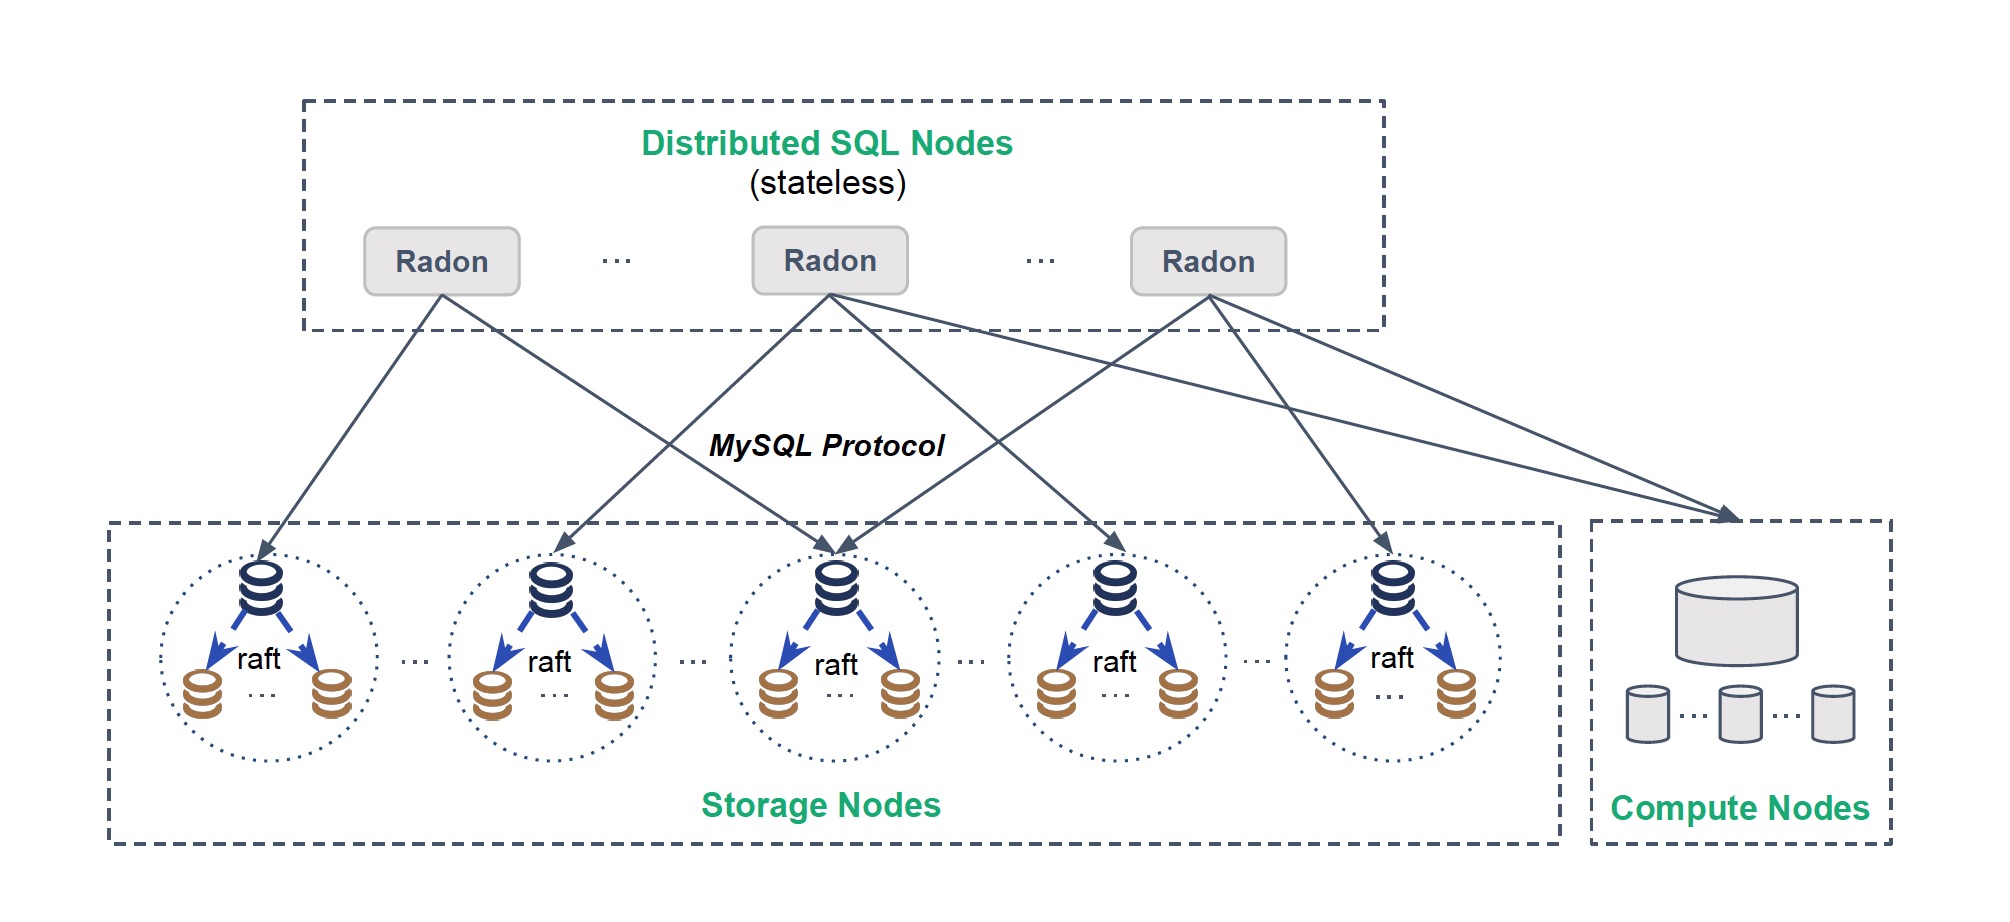 Distributed SQL Nodes
(stateless)
Radon ... Radon ... Radon
MySQL Protocol
raft ... raft ... raft ... raft ... raft
... ... ... ... ... ... ...
Storage Nodes
Compute Nodes